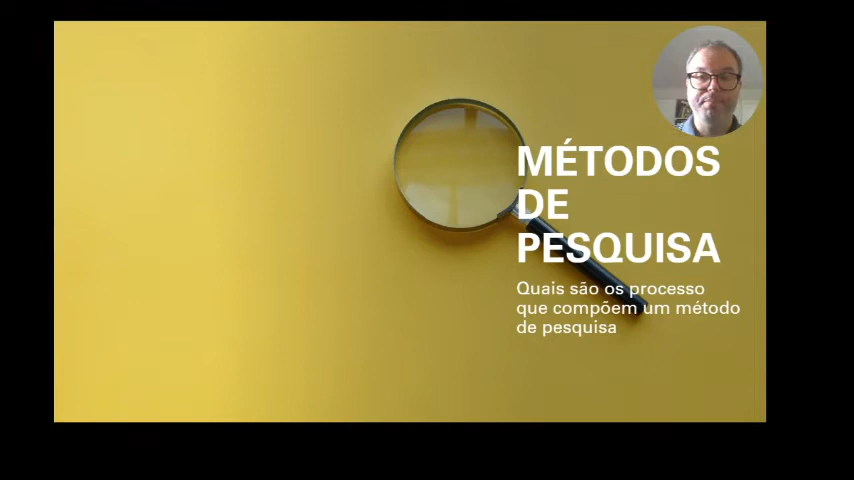 MÉTODOS
DE
PESQUISA
Quais são os processo
que compõem um método
de pesquisa